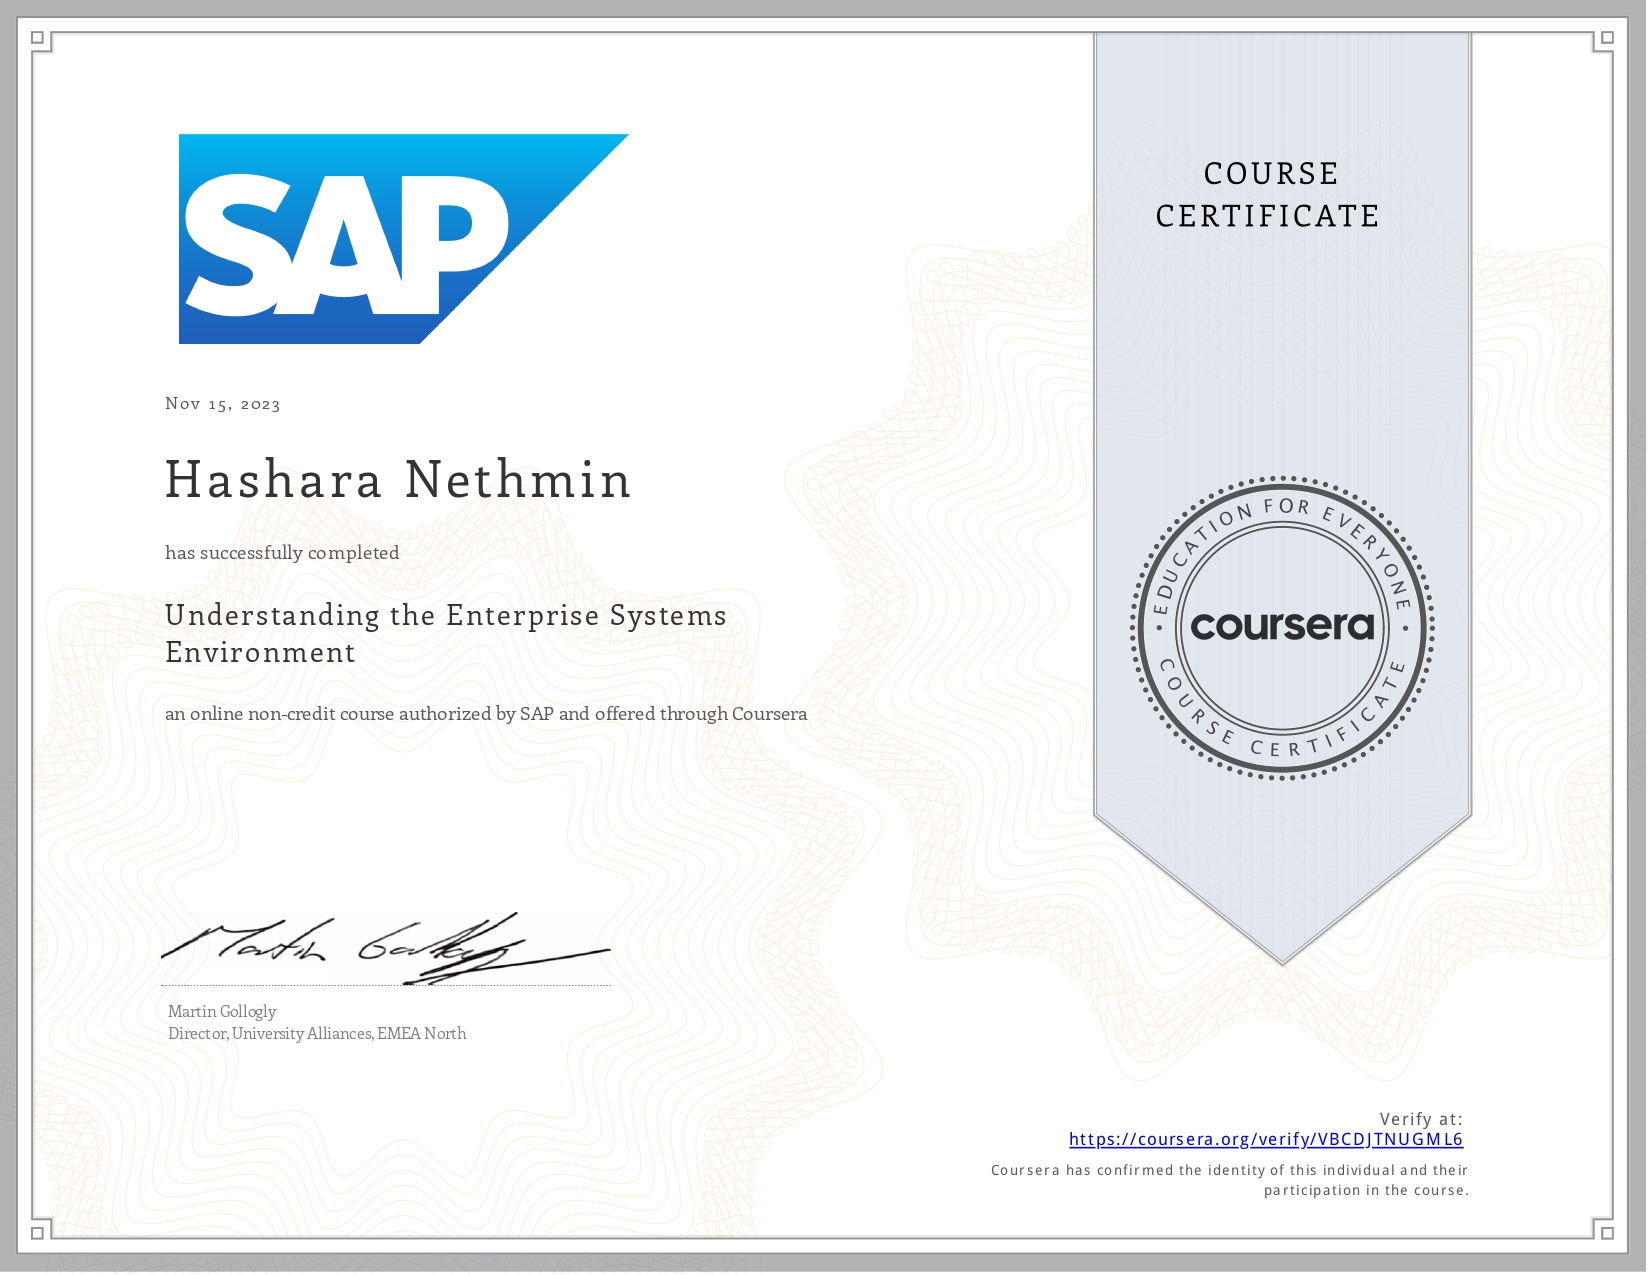 SAP
COURSE
CERTIFICATE
Nov 15, 2023
Hashara Nethmin
has successfully completed
Understanding the Enterprise Systems
Environment
an online non-credit course authorized by SAP and offered through Coursera
EDUCATION FOR EVERYONE
coursera
COURSE CERTIFICATE
Martin Gollogly
Martin Gollogly
Director, University Alliances, EMEA North
Verify at:
https://coursera.org/verify/VBCDJTNUGML6
Coursera has confirmed the identity of this individual and their
participation in the course.